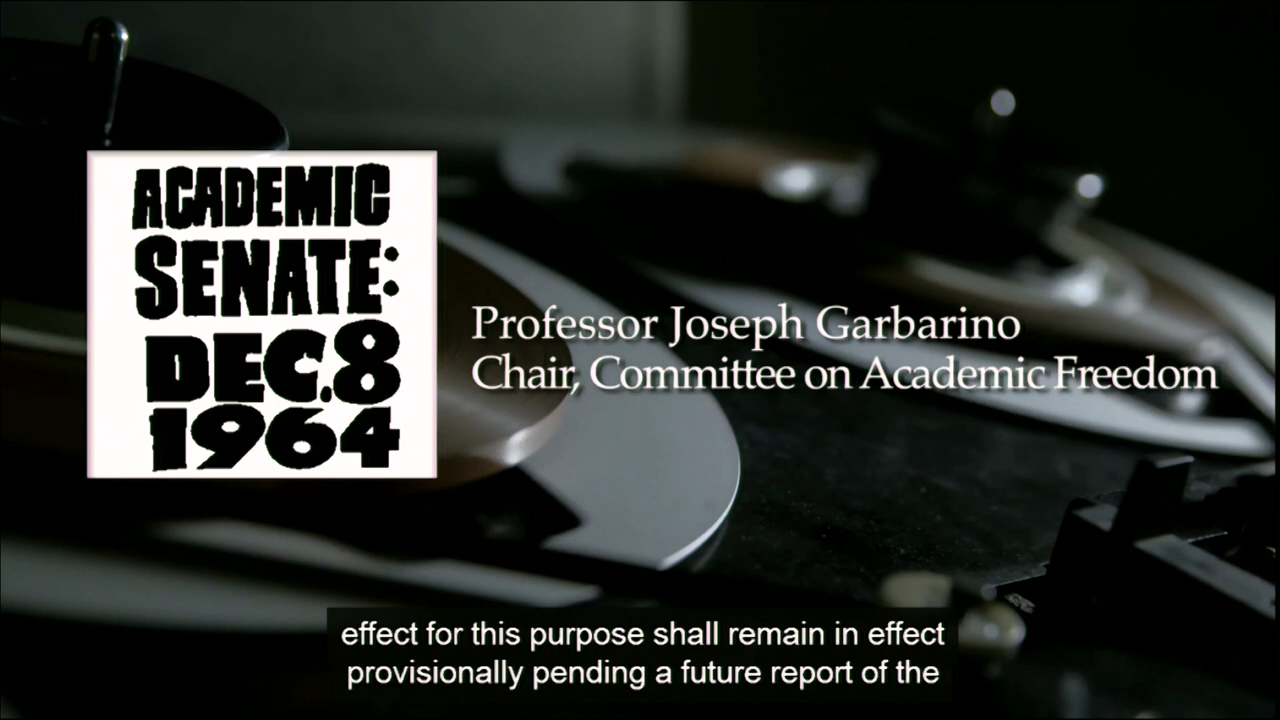 ACADEMIC
SENATE:
DEC.8
1964
Professor Joseph Garbarino
Chair, Committee on Academic Freedom
effect for this purpose shall remain in effect
provisionally pending a future report of the